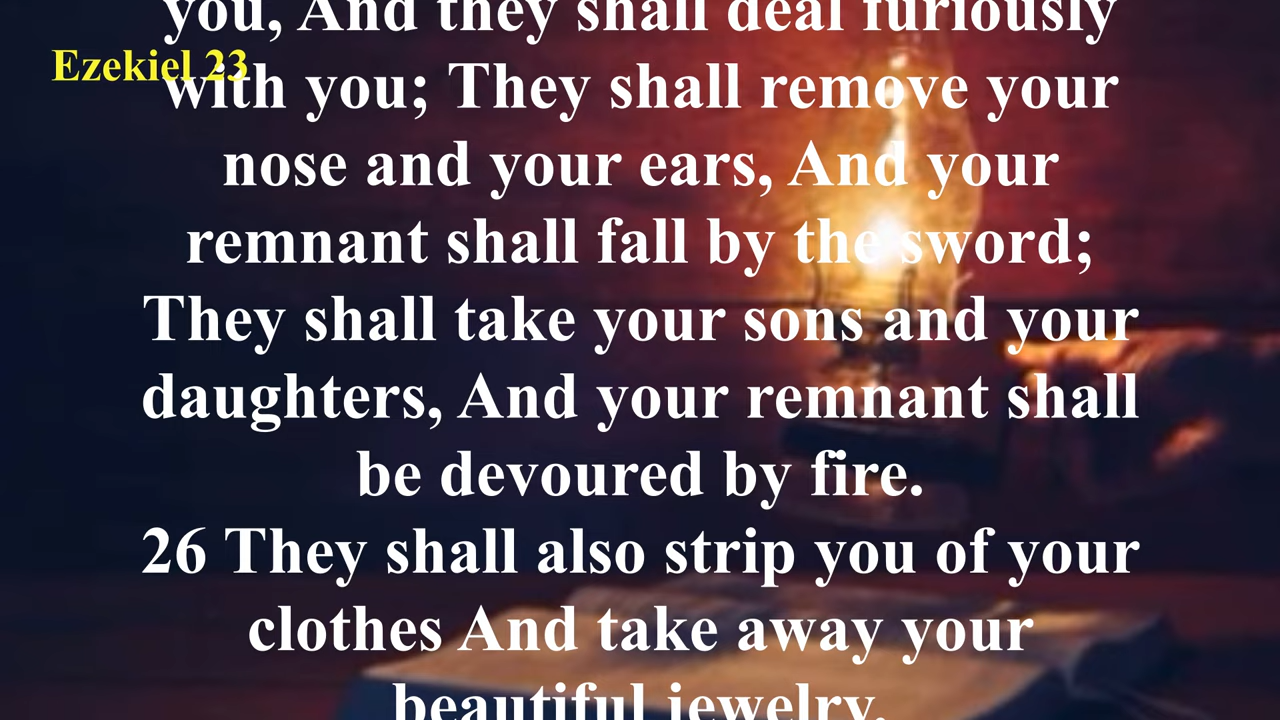 you, And they shall deal furiously
Ezekiel 23
with you; They shall remove your
nose and your ears, And your
remnant shall fall by the sword;
They shall take your sons and your
daughters, And your remnant shall
be devoured by fire.
26 They shall also strip you of your
clothes And take away your
beautiful jewelry.